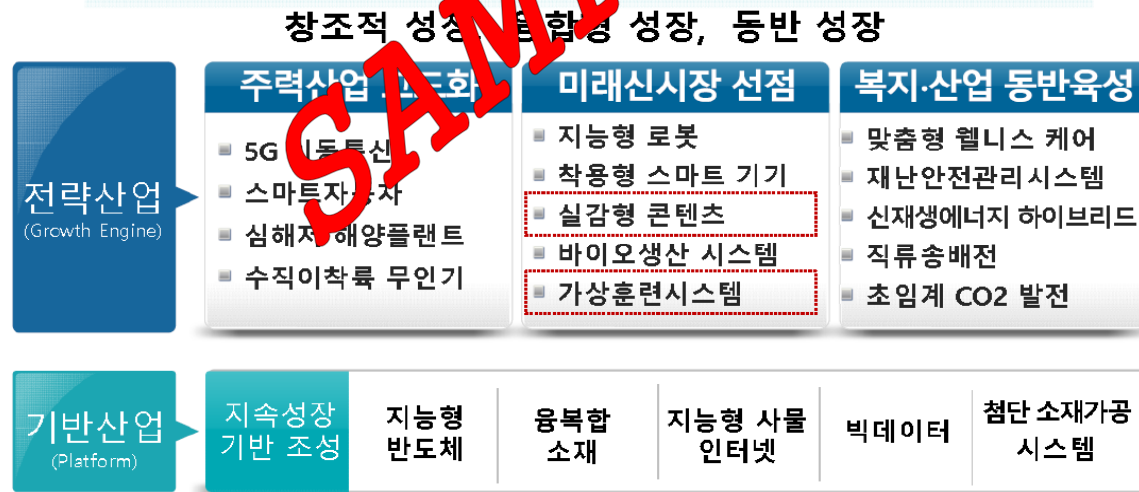 창조적 성장, 융합형 성장, 동반 성장
주력산업 고도화
미래신시장 선점
복지·산업 동반육성
전략산업
(Growth Engine)
5G 이동통신
스마트자동차
심해저 해양플랜트
수직이착륙 무인기
지능형 로봇
착용형 스마트 기기
실감형 콘텐츠
바이오생산 시스템
가상훈련시스템
맞춤형 웰니스 케어
재난안전관리시스템
신재생에너지 하이브리드
직류송배전
초임계 CO2 발전
기반산업
(Platform)
지속성장
기반 조성
지능형
반도체
융복합
소재
지능형 사물
인터넷
빅데이터
첨단 소재가공
시스템